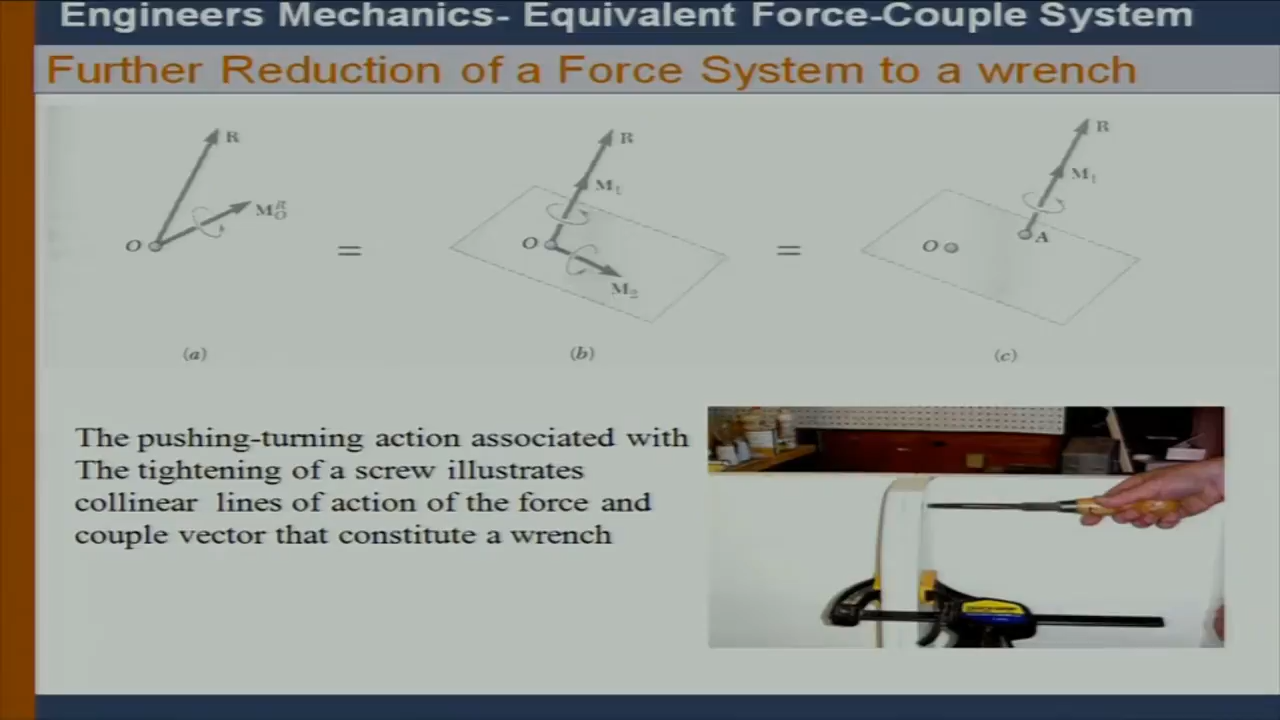 Engineers Mechanics- Equivalent Force-Couple System
Further Reduction of a Force System to a wrench
R
M_O^R
O
(a)
=
R
M₁
O
M₂
(b)
=
R
M₁
O
A
(c)
The pushing-turning action associated with
The tightening of a screw illustrates
collinear lines of action of the force and
couple vector that constitute a wrench